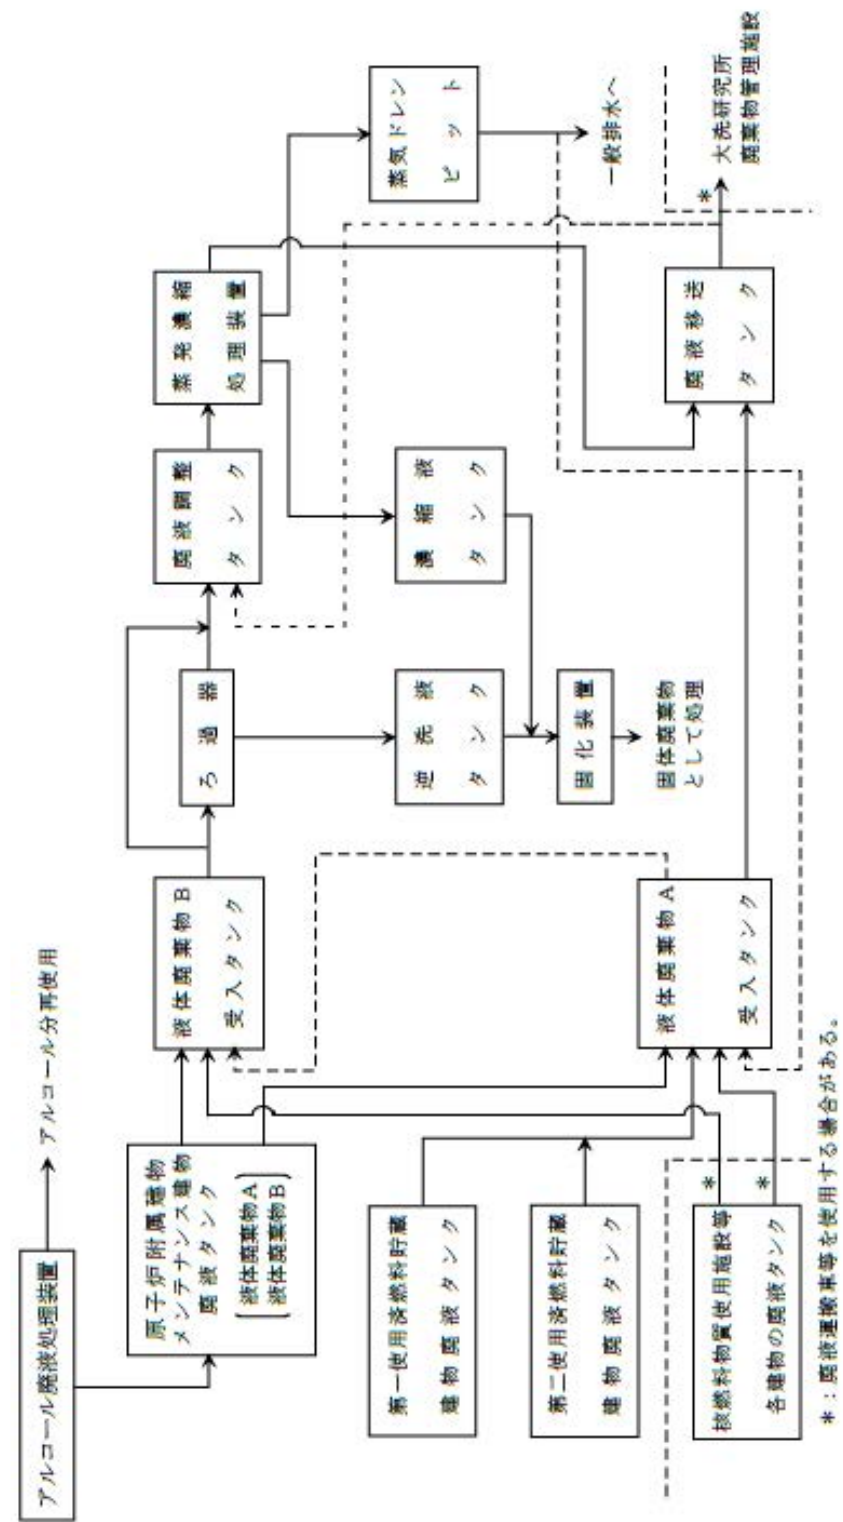 アルコール廃液処理装置
アルコール分再使用
原子炉附属建物
メンテナンス建物
廃液タンク
液体廃棄物A
液体廃棄物B
第一使用済燃料貯蔵
建物廃液タンク
第二使用済燃料貯蔵
建物廃液タンク
核燃料物質使用施設等
各建物の廃液タンク
*
*
液体廃棄物B
受入タンク
液体廃棄物A
受入タンク
ろ過器
逆洗液
タンク
固化装置
固体廃棄物
として処理
廃液調整
タンク
濃縮液
タンク
蒸発濃縮
処理装置
廃液移送
タンク
蒸気ドレン
ピット
一般排水へ
*
大洗研究所
廃棄物管理施設
*:廃液運搬車等を使用する場合がある。